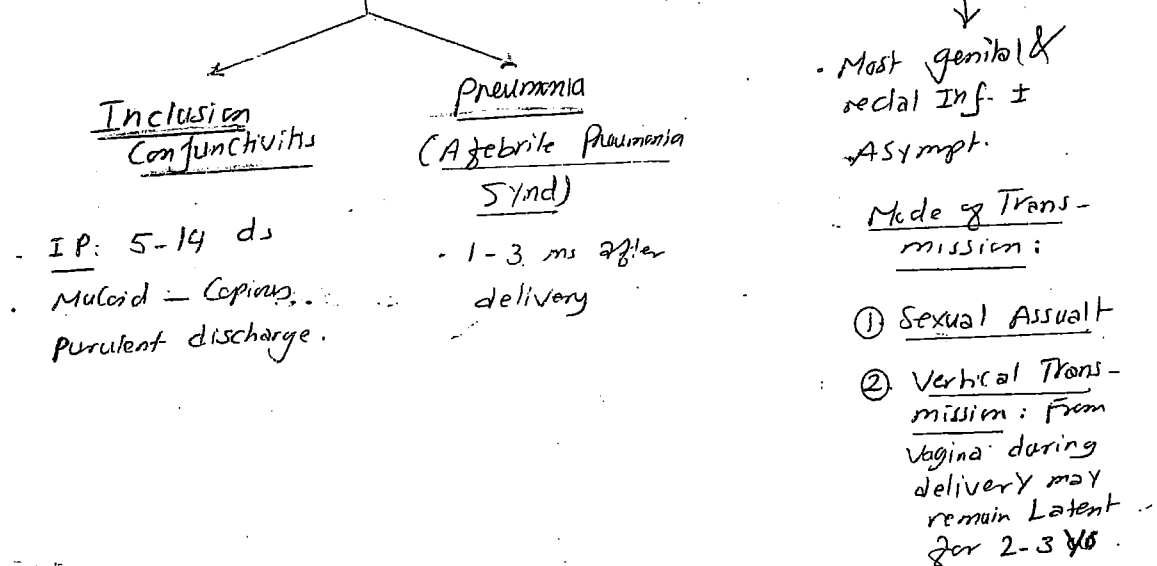 Inclusion
Conjunctivitis
- IP: 5-14 ds
. Mucoid - Copious
purulent discharge.
Pneumonia
(Afebrile Pneumonia
Synd)
. 1-3 ms after
delivery
. Most genital &
rectal Inf. ±
Asympt.
. Mode of Trans-
mission:
① Sexual Assualt
② Vertical Trans-
mission: From
Vagina during
delivery may
remain Latent
for 2-3 yrs.